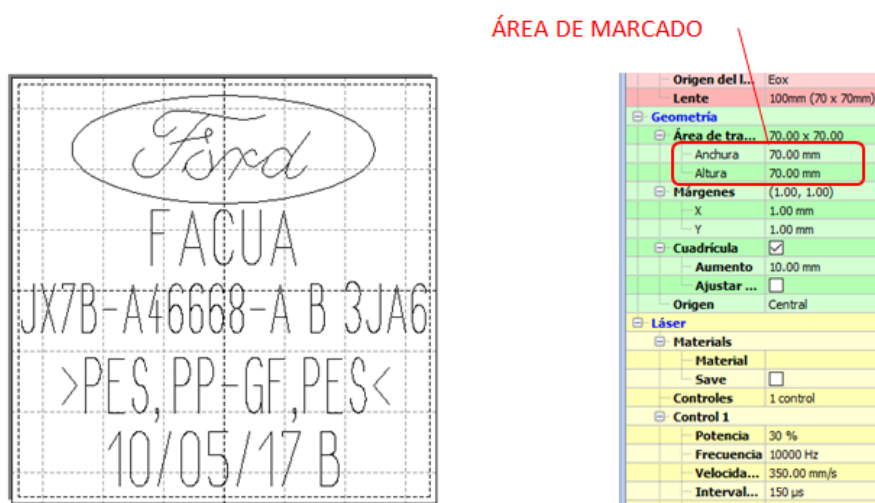 ÁREA DE MARCADO
Ford
FACUA
JX7B-A46668-A B 3JA6
>PES,PP-GF,PES<
10/05/17 B
Origen del l... Eox
Lente 100mm (70 x 70mm)
Geometría
Área de tra... 70.00 x 70.00
Anchura 70.00 mm
Altura 70.00 mm
Márgenes (1.00, 1.00)
X 1.00 mm
Y 1.00 mm
Cuadrícula
Aumento 10.00 mm
Ajustar ...
Origen Central
Láser
Materials
Material
Save
Controles 1 control
Control 1
Potencia 30 %
Frecuencia 10000 Hz
Velocida... 350.00 mm/s
Interval... 150 µs